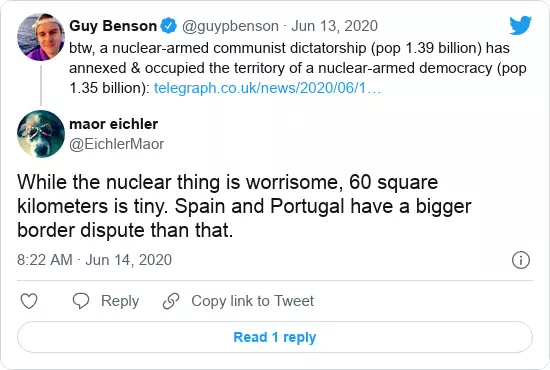 Guy Benson @guypbenson · Jun 13, 2020
btw, a nuclear-armed communist dictatorship (pop 1.39 billion) has
annexed & occupied the territory of a nuclear-armed democracy (pop
1.35 billion): telegraph.co.uk/news/2020/06/1…
maor eichler
@EichlerMaor
While the nuclear thing is worrisome, 60 square
kilometers is tiny. Spain and Portugal have a bigger
border dispute than that.
8:22 AM · Jun 14, 2020
Reply Copy link to Tweet
Read 1 reply